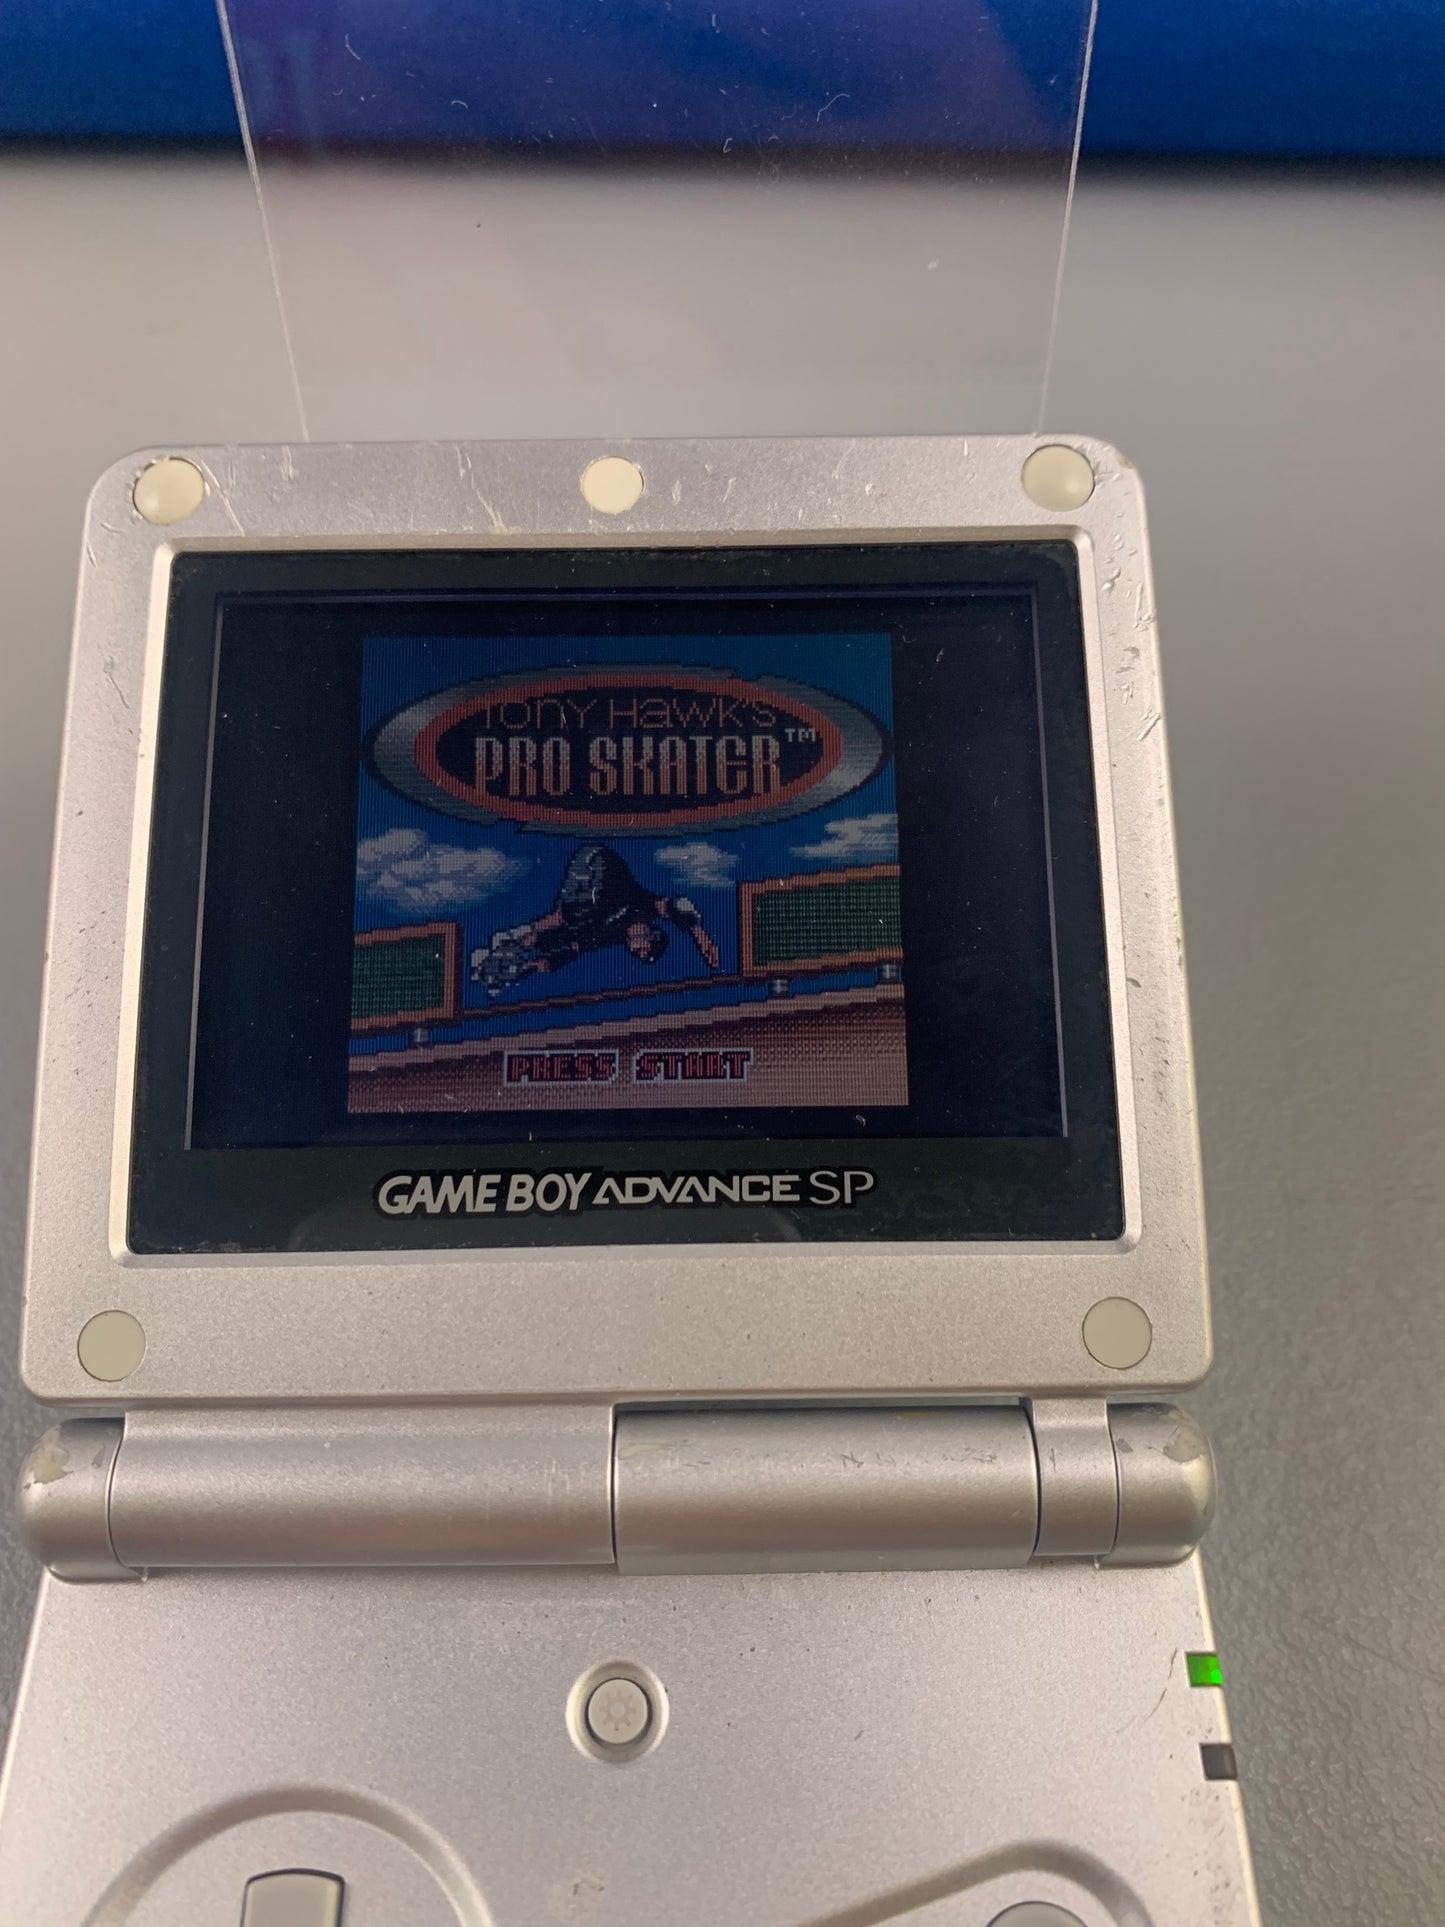 TONY HAWK'S
PRO SKATER™
PRESS START
GAME BOY ADVANCE SP